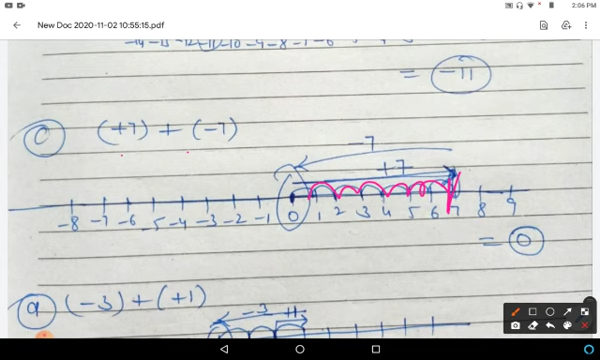 2:06 PM
New Doc 2020-11-02 10:55:15.pdf
= -11
c) (+7) + (-7)
-7
+7
-8 -7 -6 -5 -4 -3 -2 -1 0 1 2 3 4 5 6 7 8 9
= 0
a) (-3) + (+1)
-3 +1